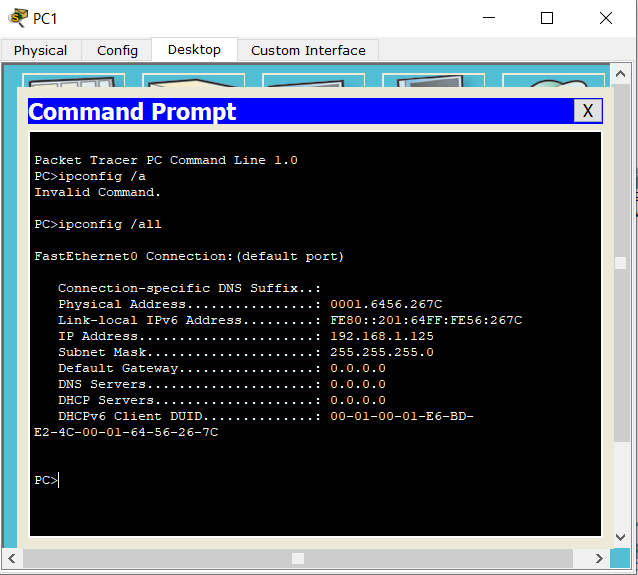 PC1
Physical Config Desktop Custom Interface
Command Prompt X
Packet Tracer PC Command Line 1.0
PC>ipconfig /a
Invalid Command.
PC>ipconfig /all
FastEthernet0 Connection:(default port)
Connection-specific DNS Suffix..:
Physical Address................: 0001.6456.267C
Link-local IPv6 Address.........: FE80::201:64FF:FE56:267C
IP Address......................: 192.168.1.125
Subnet Mask.....................: 255.255.255.0
Default Gateway.................: 0.0.0.0
DNS Servers.....................: 0.0.0.0
DHCP Servers....................: 0.0.0.0
DHCPv6 Client DUID..............: 00-01-00-01-E6-BD-
E2-4C-00-01-64-56-26-7C
PC>